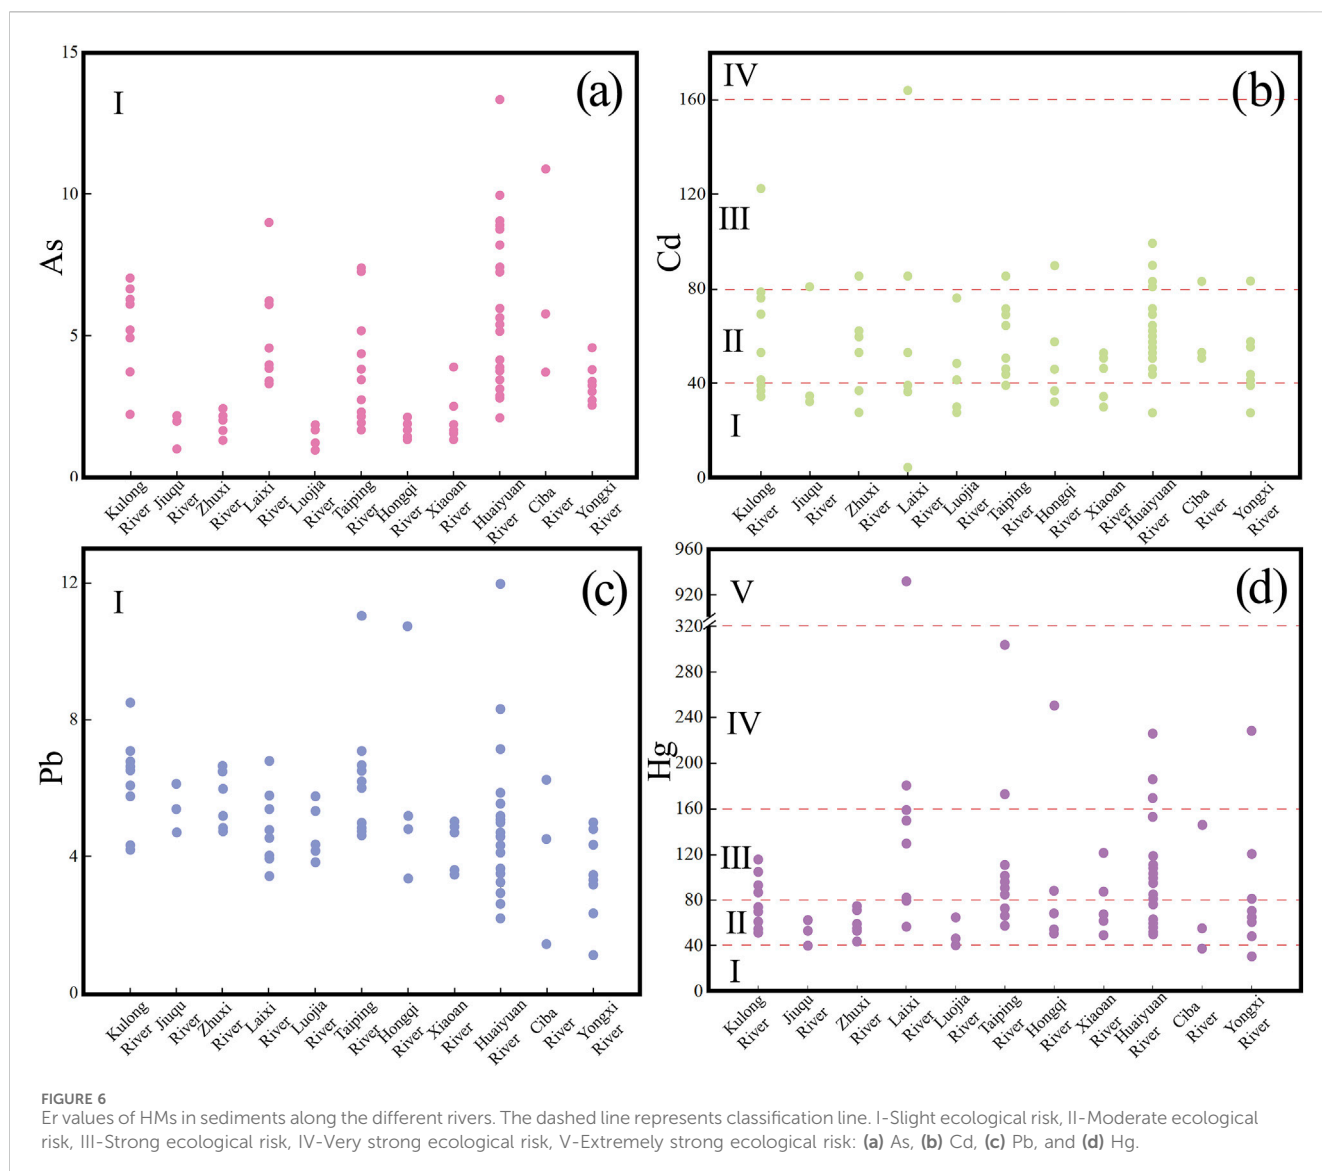 15
10
5
0
As
I
(a)
Kulong River
Jiuqu River
Zhuxi River
Laixi River
Luojia River
Taiping River
Hongqi River
Xiaoan River
Huaiyuan River
Ciba River
Yongxi River
160
120
80
40
0
Cd
IV
III
II
I
(b)
Kulong River
Jiuqu River
Zhuxi River
Laixi River
Luojia River
Taiping River
Hongqi River
Xiaoan River
Huaiyuan River
Ciba River
Yongxi River
12
8
4
0
Pb
I
(c)
Kulong River
Jiuqu River
Zhuxi River
Laixi River
Luojia River
Taiping River
Hongqi River
Xiaoan River
Huaiyuan River
Ciba River
Yongxi River
960
920
320
280
240
200
160
120
80
40
0
Hg
V
IV
III
II
I
(d)
Kulong River
Jiuqu River
Zhuxi River
Laixi River
Luojia River
Taiping River
Hongqi River
Xiaoan River
Huaiyuan River
Ciba River
Yongxi River
FIGURE 6
Er values of HMs in sediments along the different rivers. The dashed line represents classification line. I-Slight ecological risk, II-Moderate ecological
risk, III-Strong ecological risk, IV-Very strong ecological risk, V-Extremely strong ecological risk: (a) As, (b) Cd, (c) Pb, and (d) Hg.